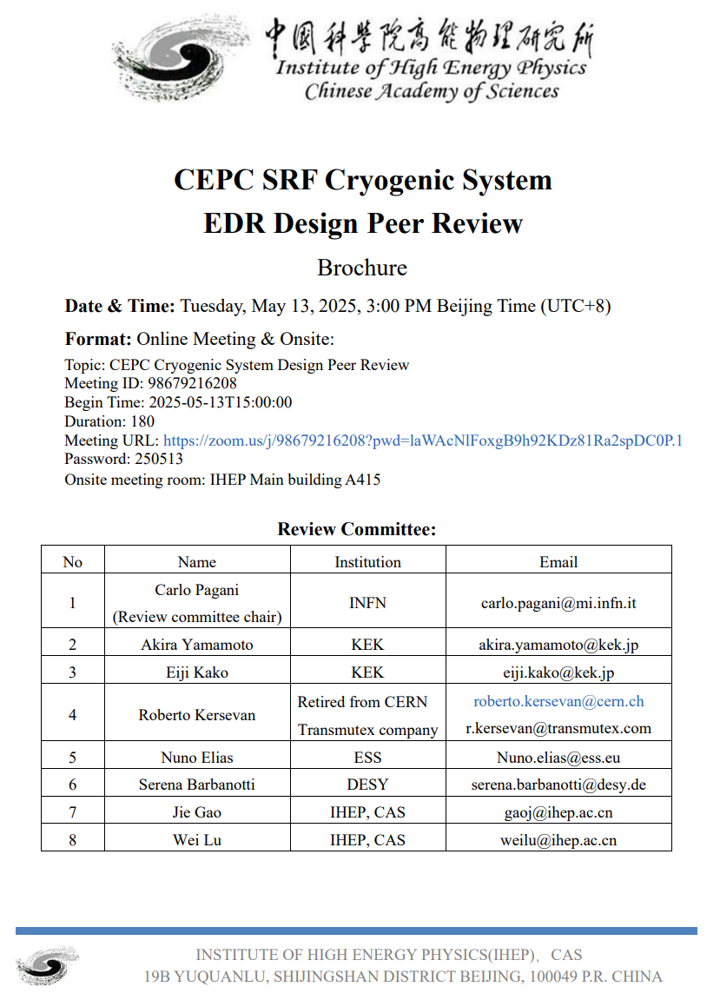 中國科學院高能物理研究所
Institute of High Energy Physics
Chinese Academy of Sciences
CEPC SRF Cryogenic System
EDR Design Peer Review
Brochure
Date & Time: Tuesday, May 13, 2025, 3:00 PM Beijing Time (UTC+8)
Format: Online Meeting & Onsite:
Topic: CEPC Cryogenic System Design Peer Review
Meeting ID: 98679216208
Begin Time: 2025-05-13T15:00:00
Duration: 180
Meeting URL: https://zoom.us/j/98679216208?pwd=laWAcNlFoxgB9h92KDz81Ra2spDC0P.1
Password: 250513
Onsite meeting room: IHEP Main building A415
Review Committee:
No Name Institution Email
1 Carlo Pagani (Review committee chair) INFN carlo.pagani@mi.infn.it
2 Akira Yamamoto KEK akira.yamamoto@kek.jp
3 Eiji Kako KEK eiji.kako@kek.jp
4 Roberto Kersevan Retired from CERN Transmutex company roberto.kersevan@cern.ch r.kersevan@transmutex.com
5 Nuno Elias ESS Nuno.elias@ess.eu
6 Serena Barbanotti DESY serena.barbanotti@desy.de
7 Jie Gao IHEP, CAS gaoj@ihep.ac.cn
8 Wei Lu IHEP, CAS weilu@ihep.ac.cn
INSTITUTE OF HIGH ENERGY PHYSICS(IHEP)，CAS
19B YUQUANLU, SHIJINGSHAN DISTRICT BEIJING, 100049 P.R. CHINA